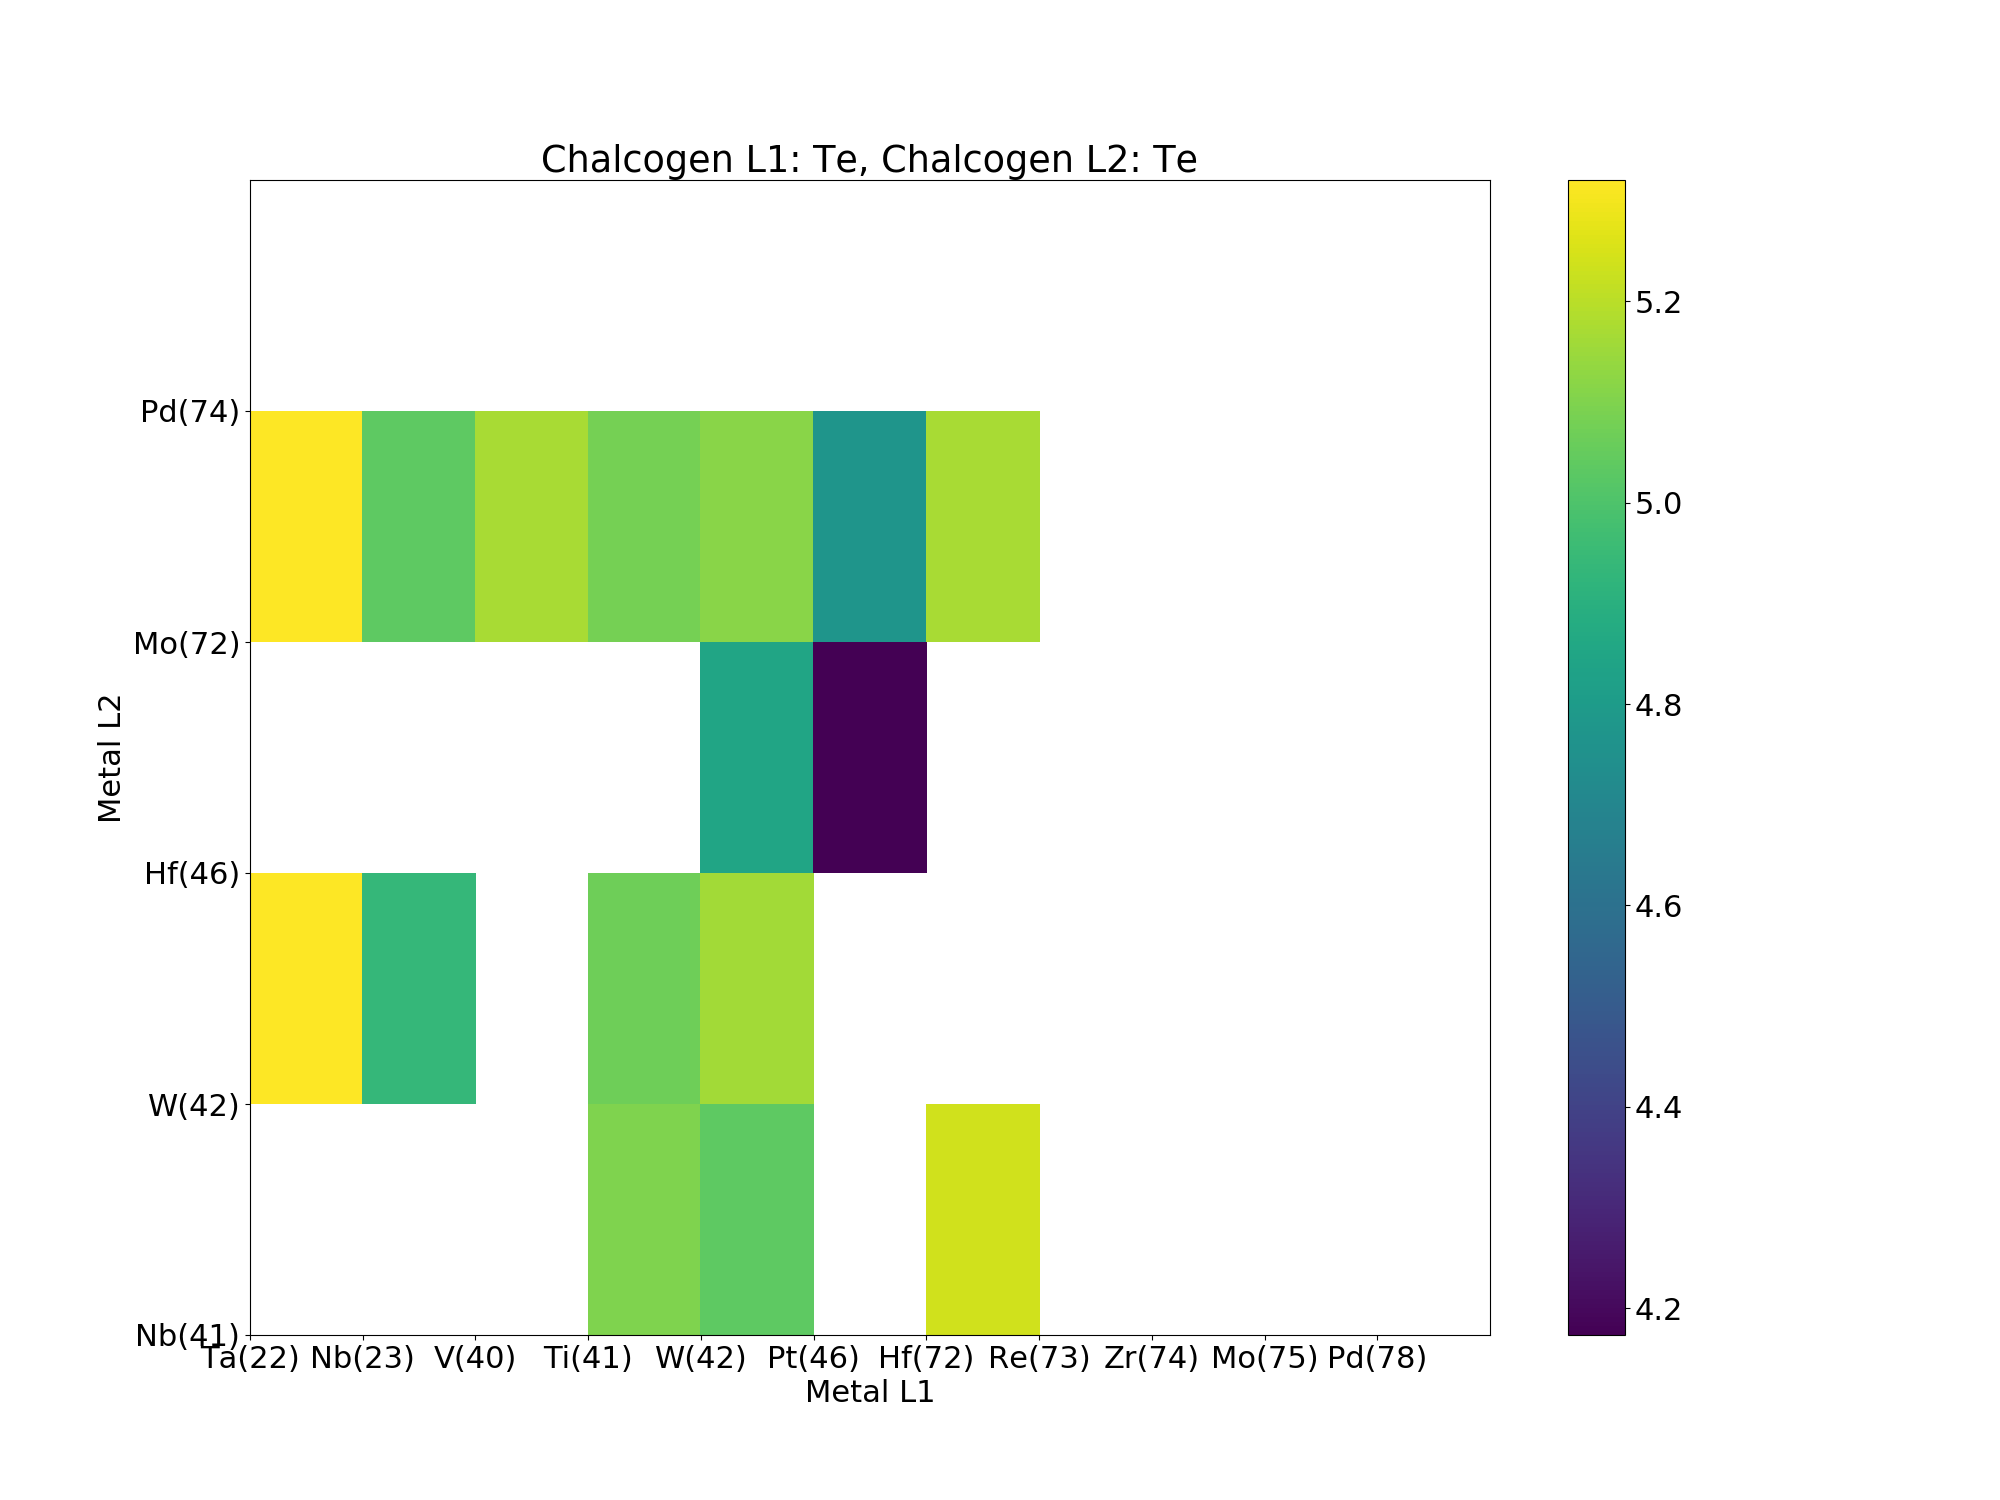 Chalcogen L1: Te, Chalcogen L2: Te
Pd(74)
Mo(72)
Hf(46)
W(42)
Nb(41)
Metal L2
Ta(22) Nb(23) V(40) Ti(41) W(42) Pt(46) Hf(72) Re(73) Zr(74) Mo(75) Pd(78)
Metal L1
5.2
5.0
4.8
4.6
4.4
4.2